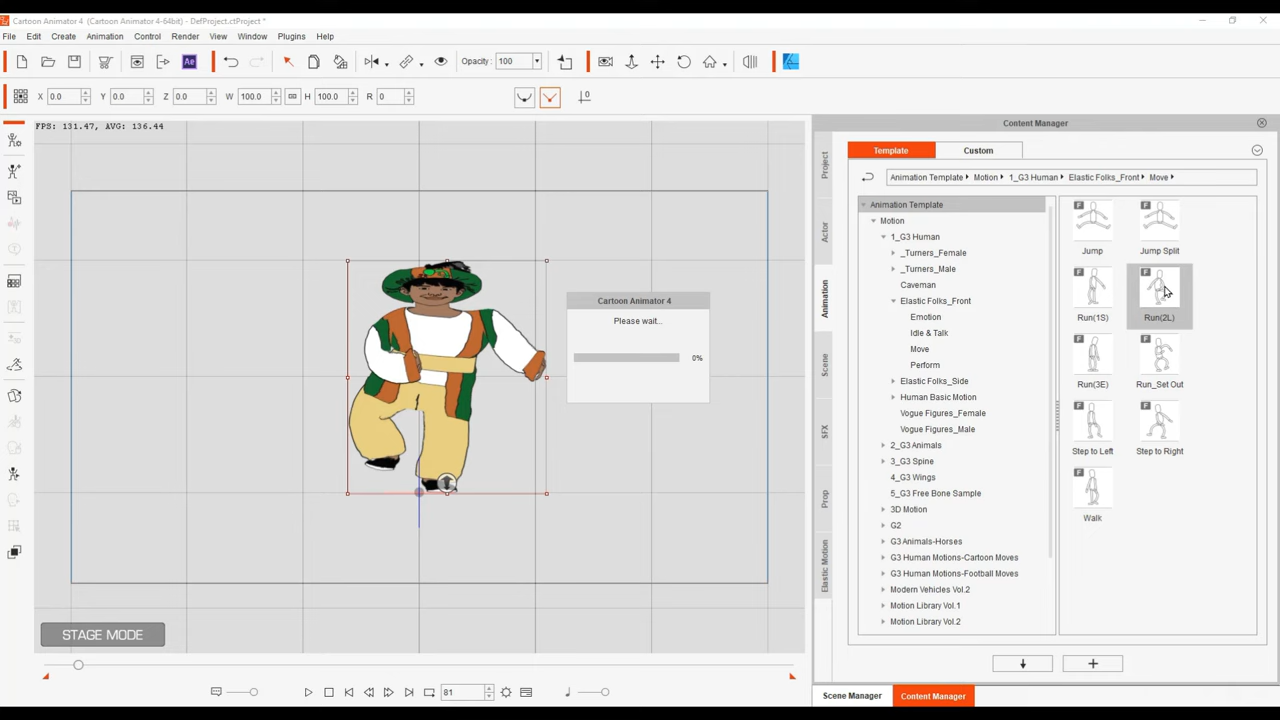 Cartoon Animator 4 (Cartoon Animator 4-64bit) - DefProject.ctProject *
File Edit Create Animation Control Render Setting View Window Plugins Help
Ae
Opacity : 100
X 0.0 Y 0.0 Z 0.0 W 100.0 H 100.0 R 0
FPS: 131.47, AVG: 136.44
Cartoon Animator 4
Please wait...
0%
STAGE MODE
81
Content Manager
Template Custom
Animation Template Motion 1_G3 Human Elastic Folks_Front Move
Project
Actor
Animation
Scene
SFX
Prop
Elastic Motion
Animation Template
Motion
1_G3 Human
_Turners_Female
_Turners_Male
Caveman
Elastic Folks_Front
Emotion
Idle & Talk
Move
Perform
Elastic Folks_Side
Human Basic Motion
Vogue Figures_Female
Vogue Figures_Male
2_G3 Animals
3_G3 Spine
4_G3 Wings
5_G3 Free Bone Sample
3D Motion
G2
G3 Animals-Horses
G3 Human Motions-Cartoon Moves
G3 Human Motions-Football Moves
Modern Vehicles Vol.2
Motion Library Vol.1
Motion Library Vol.2
F F
Jump Jump Split
F F
Run(1S) Run(2L)
F F
Run(3E) Run_Set Out
F F
Step to Left Step to Right
F
Walk
Scene Manager Content Manager